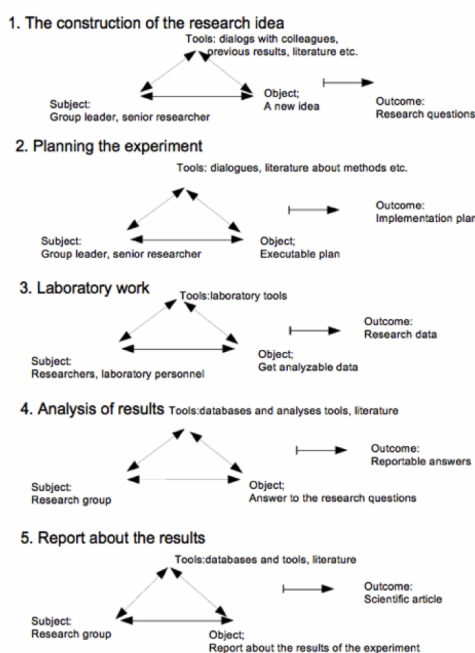 1. The construction of the research idea
Tools: dialogs with colleagues,
previous results, literature etc.
Subject:
Group leader, senior researcher
Object;
A new idea
Outcome:
Research questions
2. Planning the experiment
Tools: dialogues, literature about methods etc.
Subject:
Group leader, senior researcher
Object;
Executable plan
Outcome:
Implementation plan
3. Laboratory work
Tools:laboratory tools
Subject:
Researchers, laboratory personnel
Object;
Get analyzable data
Outcome:
Research data
4. Analysis of results Tools:databases and analyses tools, literature
Subject:
Research group
Object;
Answer to the research questions
Outcome:
Reportable answers
5. Report about the results
Tools:databases and tools, literature
Subject:
Research group
Object;
Report about the results of the experiment
Outcome:
Scientific article